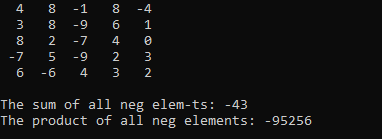 4 8 -1 8 -4
3 8 -9 6 1
8 2 -7 4 0
-7 5 -9 2 3
6 -6 4 3 2
The sum of all neg elem-ts: -43
The product of all neg elements: -95256